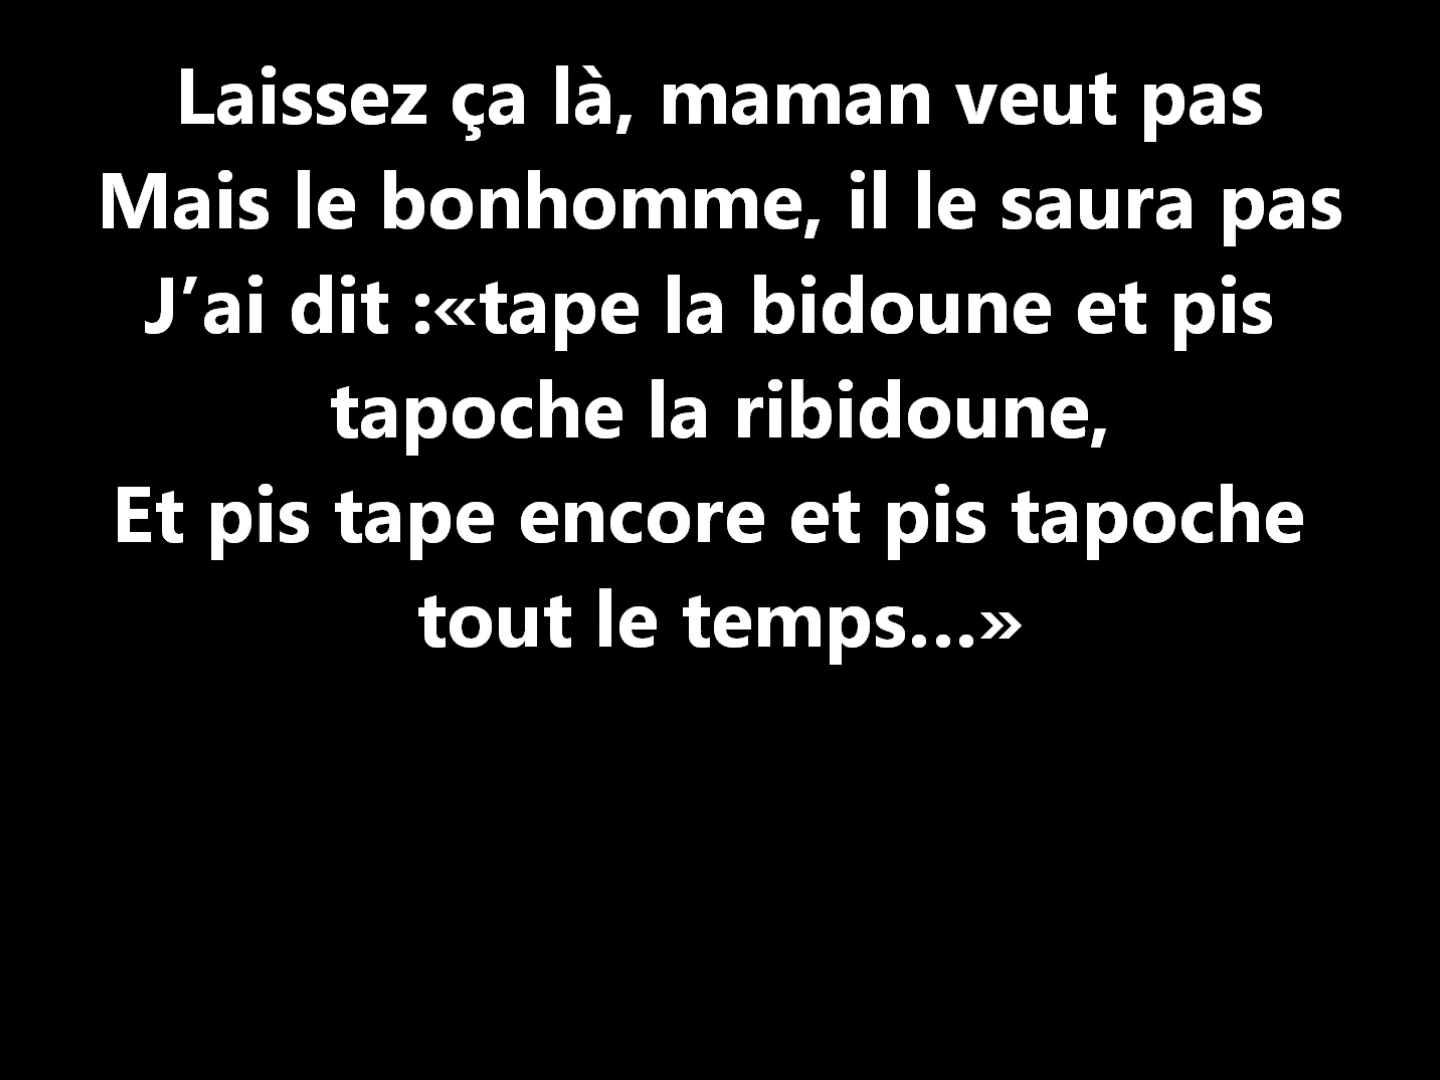 Laissez ça là, maman veut pas
Mais le bonhomme, il le saura pas
J’ai dit :«tape la bidoune et pis
tapoche la ribidoune,
Et pis tape encore et pis tapoche
tout le temps…»